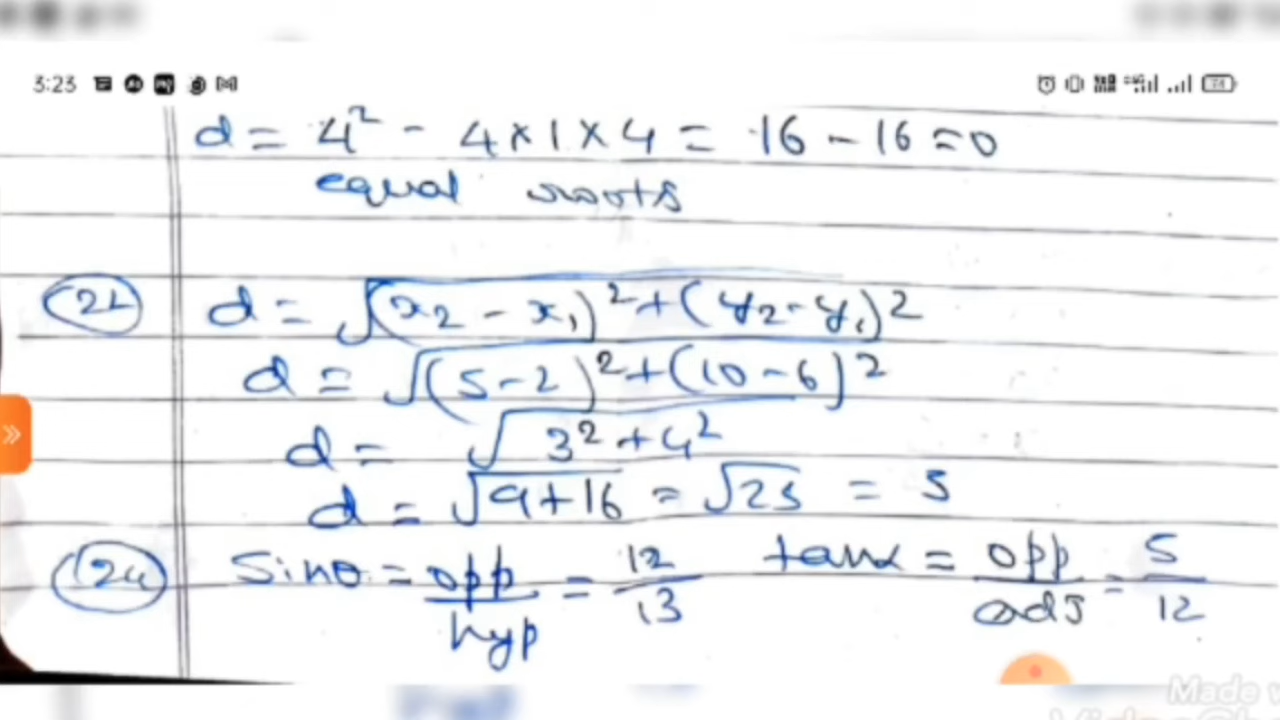 3:23
d = 4² - 4×1×4 = 16 - 16 = 0
equal roots
21 d = √(x₂ - x₁)² + (y₂ - y₁)²
d = √(5-2)² + (10-6)²
d = √3² + 4²
d = √9+16 = √25 = 5
24 sinθ = opp/hyp = 12/13 tanα = opp/adj = 5/12
Made